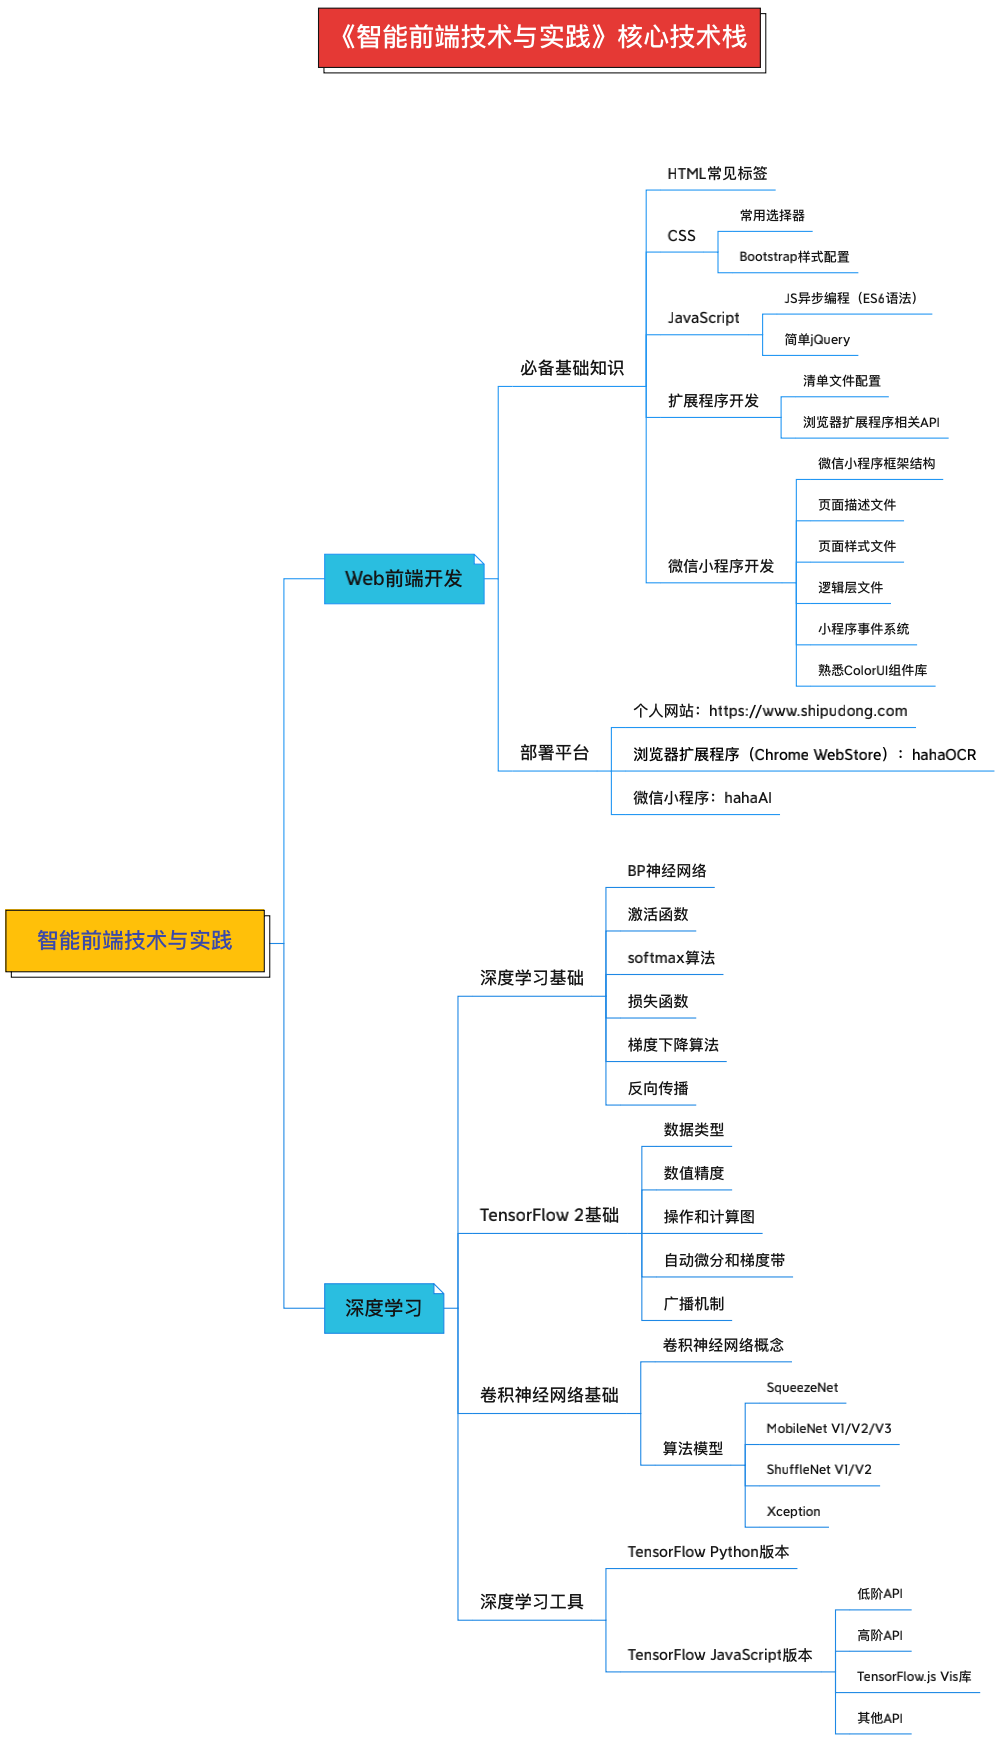 《智能前端技术与实践》核心技术栈
HTML常见标签
常用选择器
CSS
Bootstrap样式配置
JS异步编程（ES6语法）
JavaScript
简单jQuery
必备基础知识
清单文件配置
扩展程序开发
浏览器扩展程序相关API
微信小程序框架结构
页面描述文件
页面样式文件
微信小程序开发
Web前端开发
逻辑层文件
小程序事件系统
熟悉ColorUI组件库
个人网站：https://www.shipudong.com
部署平台
浏览器扩展程序（Chrome WebStore）：hahaOCR
微信小程序：hahaAI
BP神经网络
激活函数
智能前端技术与实践
softmax算法
深度学习基础
损失函数
梯度下降算法
反向传播
数据类型
数值精度
TensorFlow 2基础
操作和计算图
自动微分和梯度带
广播机制
深度学习
卷积神经网络概念
卷积神经网络基础
SqueezeNet
MobileNet V1/V2/V3
算法模型
ShuffleNet V1/V2
Xception
TensorFlow Python版本
深度学习工具
低阶API
高阶API
TensorFlow JavaScript版本
TensorFlow.js Vis库
其他API